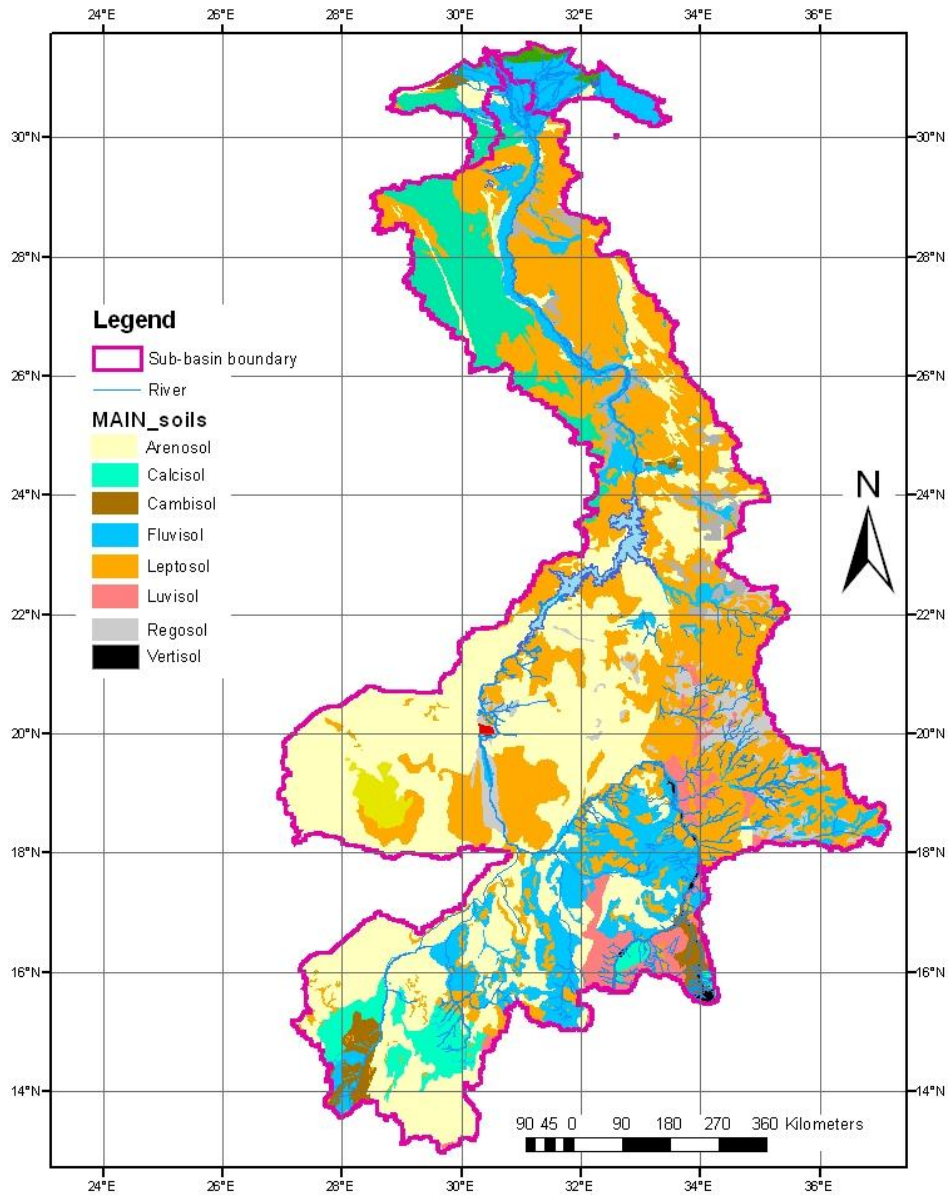 24°E 26°E 28°E 30°E 32°E 34°E 36°E
30°N 30°N
28°N 28°N
Legend
Sub-basin boundary
26°N 26°N
River
MAIN_soils
Arenosol
Calcisol
Cambisol
24°N 24°N
N
Fluvisol
Leptosol
Luvisol
22°N 22°N
Regosol
Vertisol
20°N 20°N
18°N 18°N
16°N 16°N
14°N 14°N
90 45 0 90 180 270 360 Kilometers
24°E 26°E 28°E 30°E 32°E 34°E 36°E